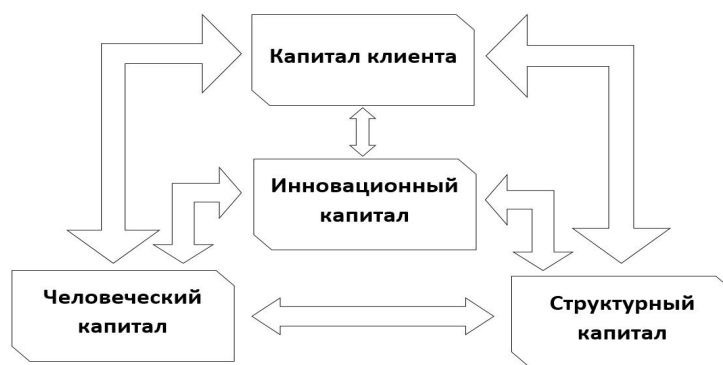 Капитал клиента
Инновационный
капитал
Человеческий
капитал
Структурный
капитал